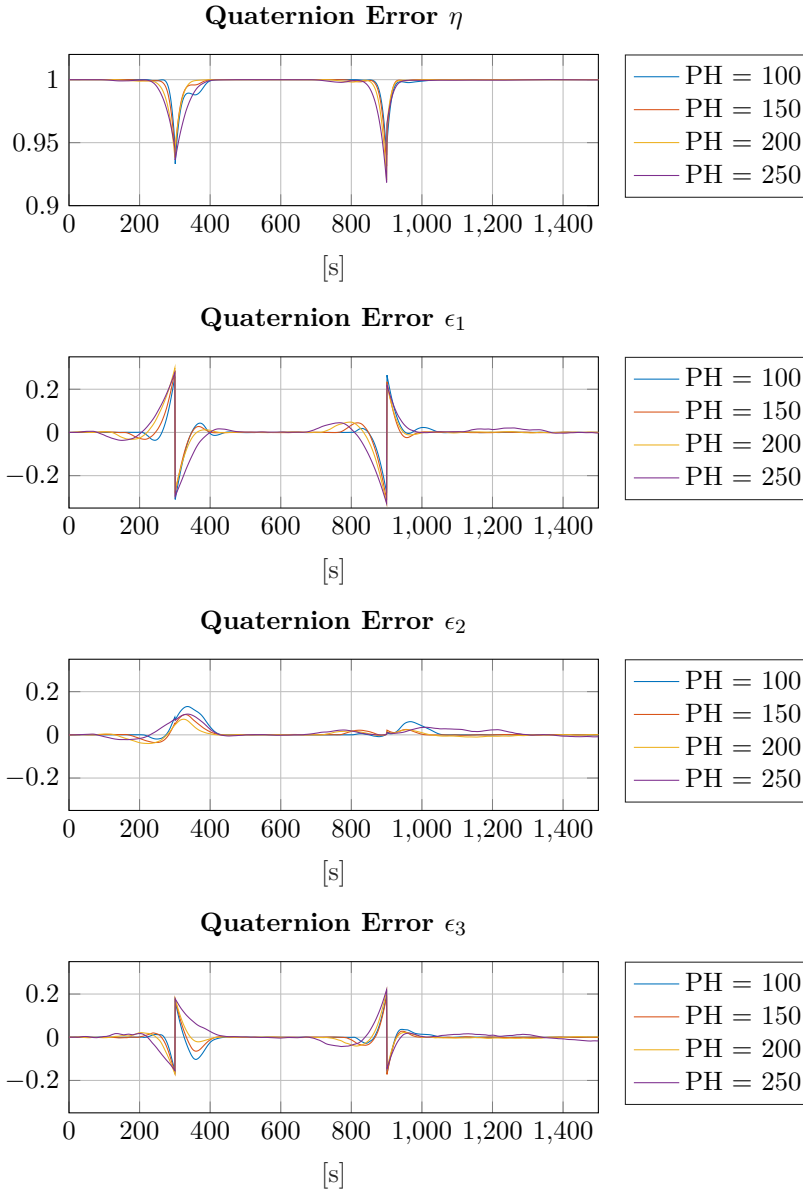 Quaternion Error η
1
0.95
0.9
0 200 400 600 800 1,000 1,200 1,400
[s]
PH = 100
PH = 150
PH = 200
PH = 250
Quaternion Error ϵ1
0.2
0
−0.2
0 200 400 600 800 1,000 1,200 1,400
[s]
PH = 100
PH = 150
PH = 200
PH = 250
Quaternion Error ϵ2
0.2
0
−0.2
0 200 400 600 800 1,000 1,200 1,400
[s]
PH = 100
PH = 150
PH = 200
PH = 250
Quaternion Error ϵ3
0.2
0
−0.2
0 200 400 600 800 1,000 1,200 1,400
[s]
PH = 100
PH = 150
PH = 200
PH = 250